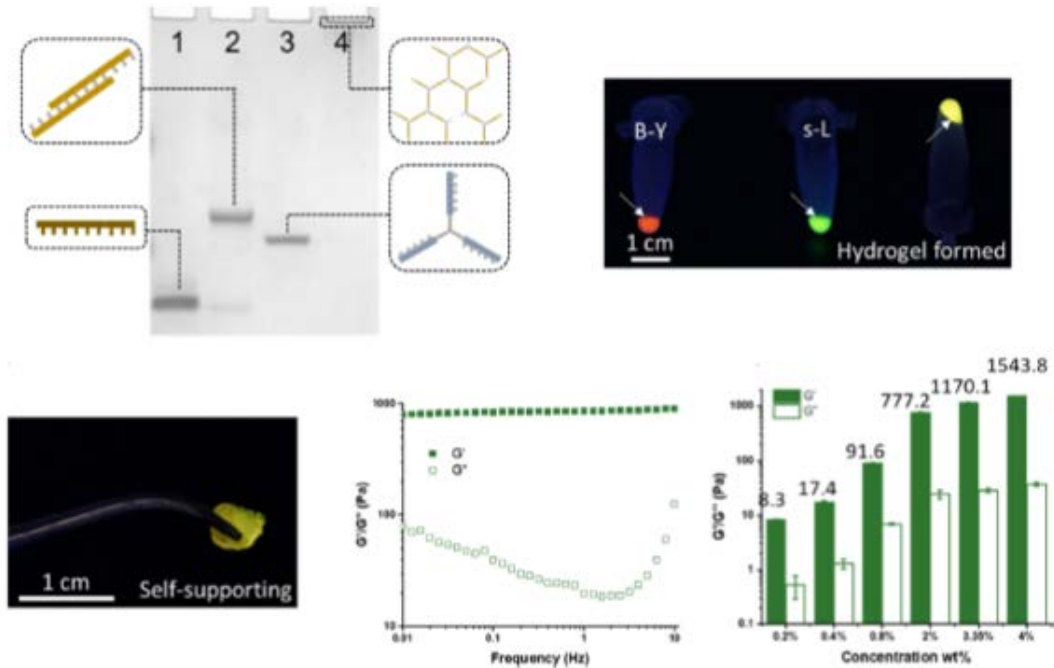 1 2 3 4
B-Y
s-L
1 cm
Hydrogel formed
1 cm
Self-supporting
1000
100
10
G'/G'' (Pa)
G'
G''
0.01 0.1 1 10
Frequency (Hz)
G'
G''
1000
100
10
1
0.1
G'/G'' (Pa)
8.3
17.4
91.6
777.2
1170.1
1543.8
0.2% 0.4% 0.8% 2% 3.35% 4%
Concentration wt%